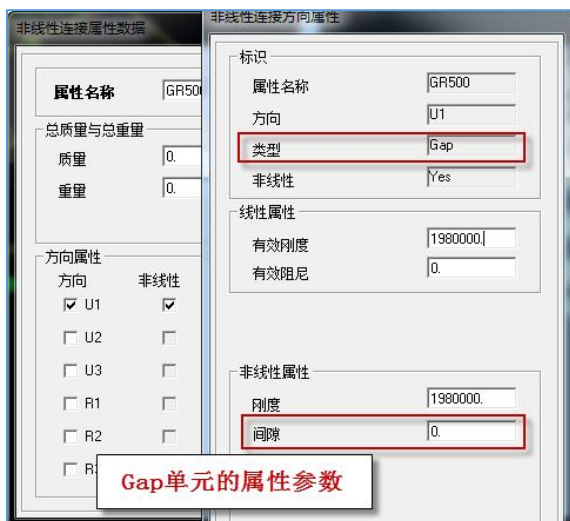 非线性连接属性数据
属性名称
GR50
总质量与总重量
质量
0.
重量
0.
方向属性
方向
非线性
U1
U2
U3
R1
R2
非线性连接方向属性
标识
属性名称
GR500
方向
U1
类型
Gap
非线性
Yes
线性属性
有效刚度
1980000.
有效阻尼
0.
非线性属性
刚度
1980000.
间隙
0.
Gap单元的属性参数